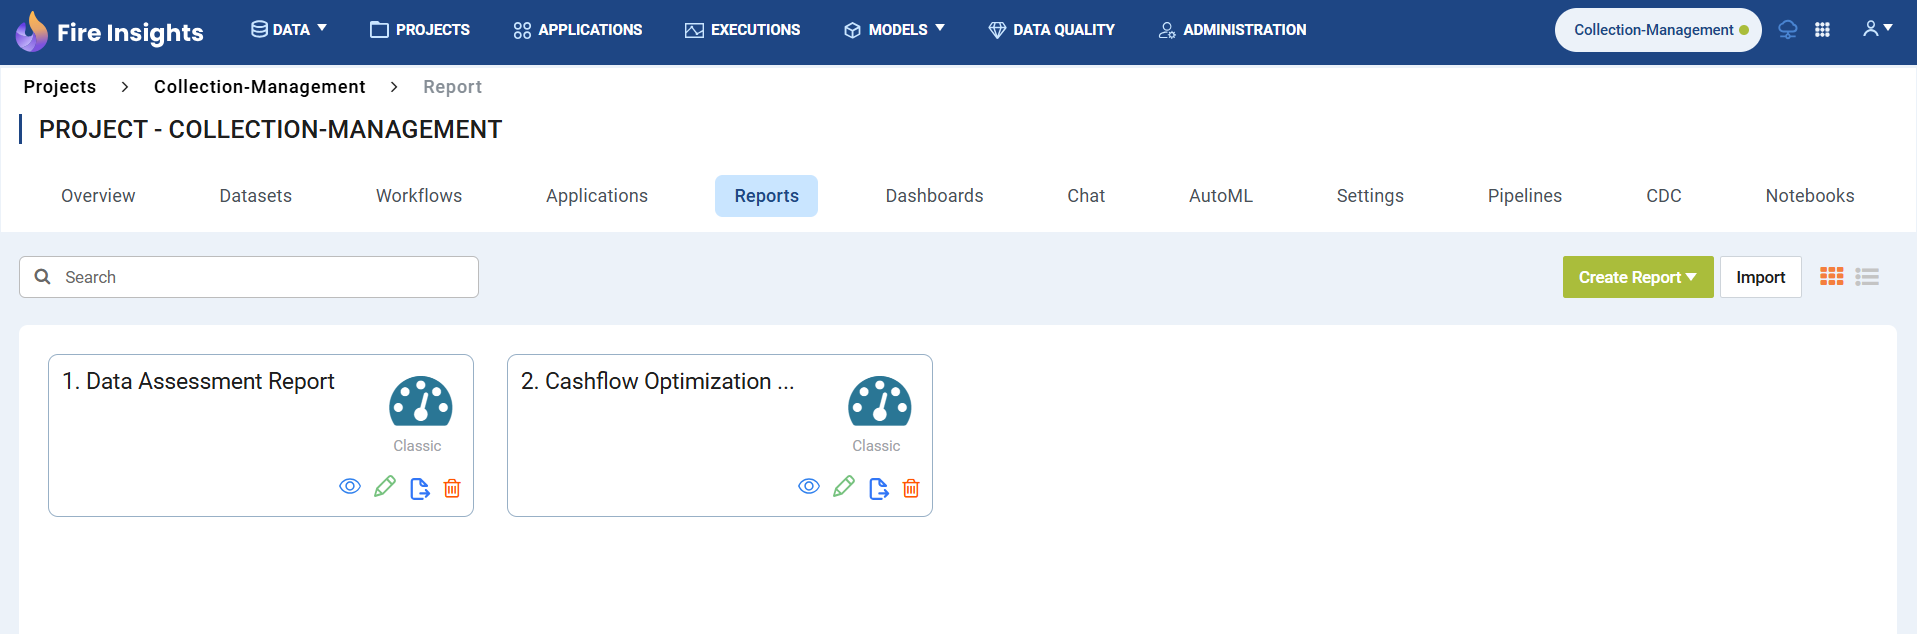 Fire Insights DATA PROJECTS APPLICATIONS EXECUTIONS MODELS DATA QUALITY ADMINISTRATION Collection-Management
Projects > Collection-Management > Report
PROJECT - COLLECTION-MANAGEMENT
Overview Datasets Workflows Applications Reports Dashboards Chat AutoML Settings Pipelines CDC Notebooks
Search Create Report Import
1. Data Assessment Report
Classic
2. Cashflow Optimization ...
Classic